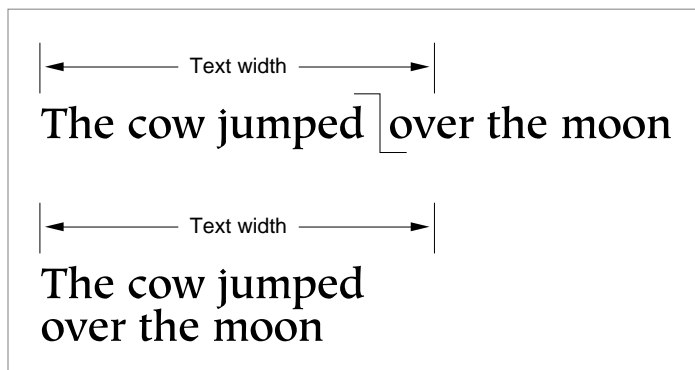 Text width
The cow jumped over the moon
Text width
The cow jumped
over the moon